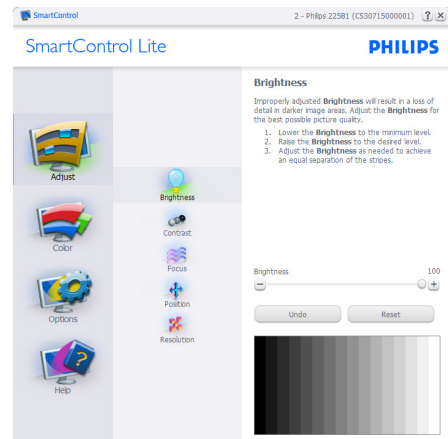 SmartControl
2 - Philips 225B1 (CS30715000001)
SmartControl Lite
PHILIPS
Adjust
Color
Options
Help
Brightness
Contrast
Focus
Position
Resolution
Brightness
Improperly adjusted Brightness will result in a loss of
detail in darker image areas. Adjust the Brightness for
the best possible picture quality.
1. Lower the Brightness to the minimum level.
2. Raise the Brightness to the desired level.
3. Adjust the Brightness as needed to achieve
an equal separation of the stripes.
Brightness 100
Undo Reset